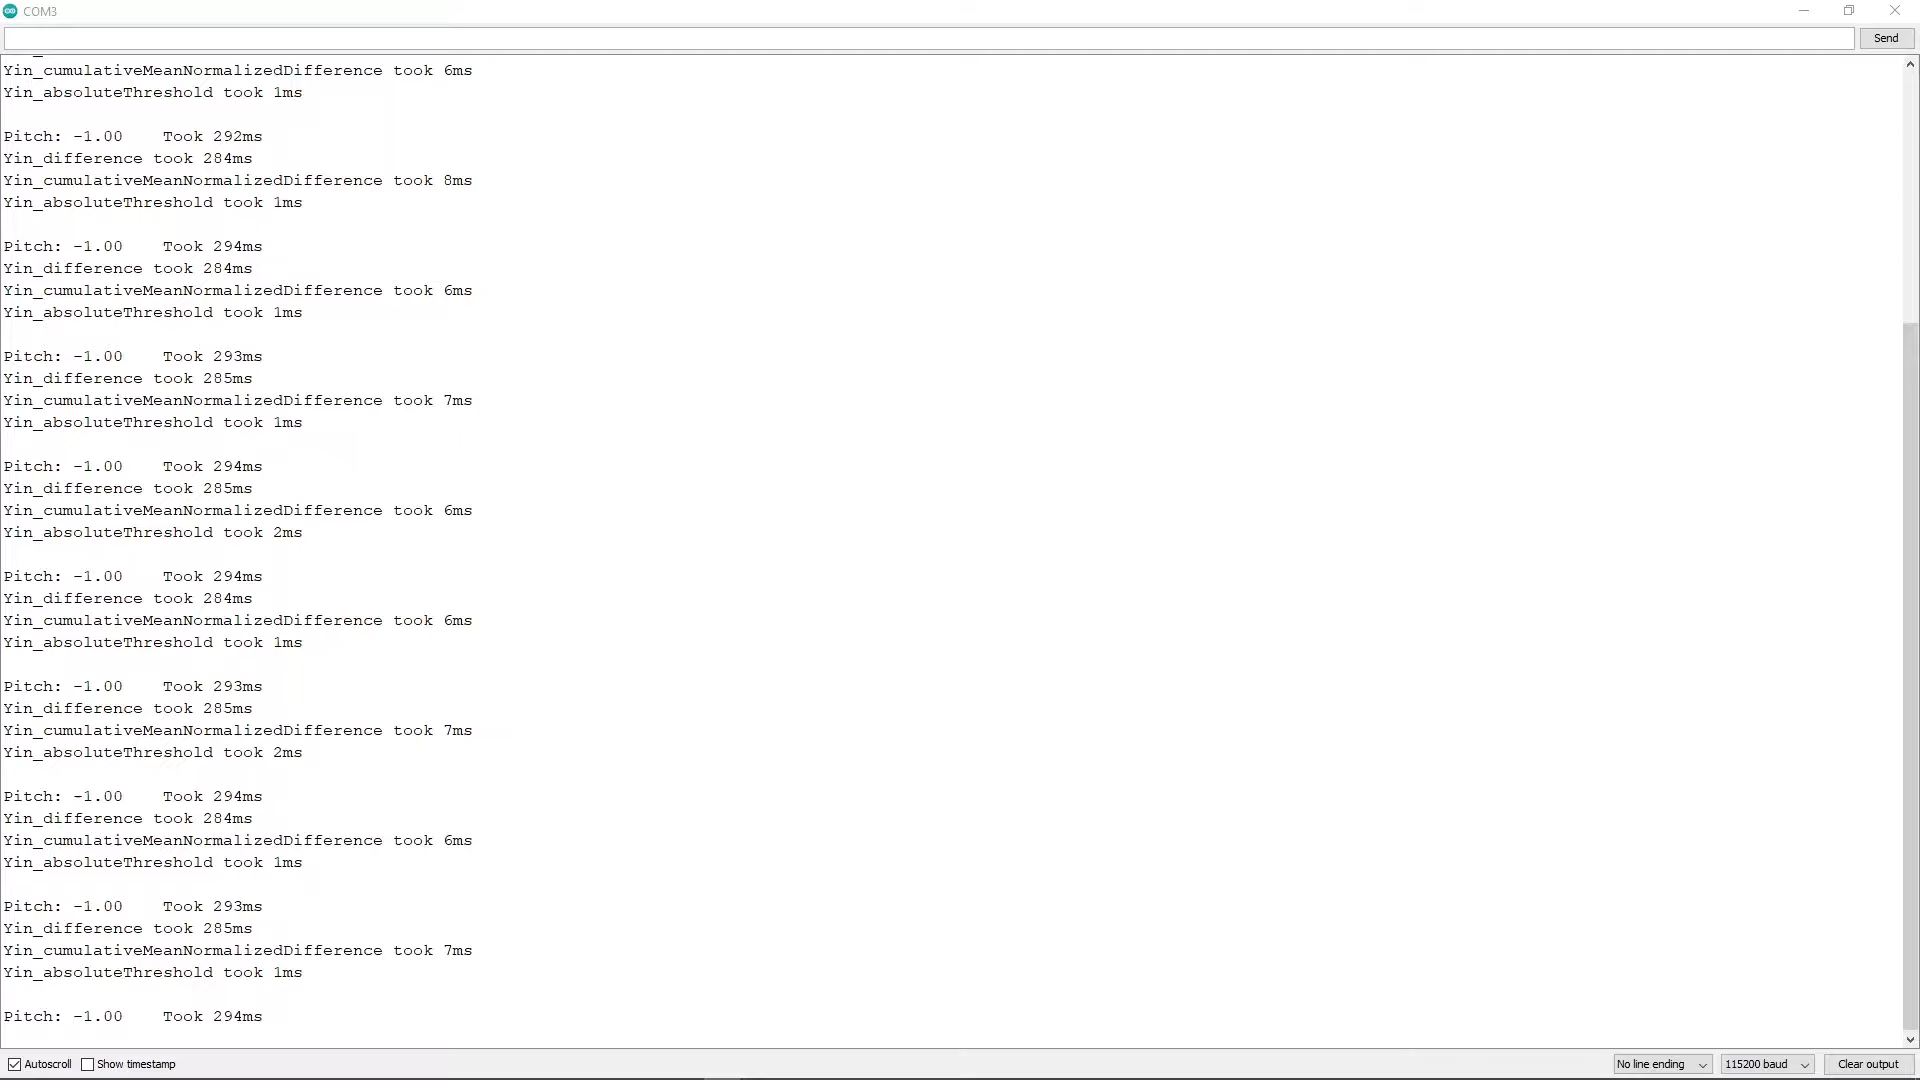 COM3
Send
Yin_cumulativeMeanNormalizedDifference took 6ms
Yin_absoluteThreshold took 1ms
Pitch: -1.00    Took 292ms
Yin_difference took 284ms
Yin_cumulativeMeanNormalizedDifference took 8ms
Yin_absoluteThreshold took 1ms
Pitch: -1.00    Took 294ms
Yin_difference took 284ms
Yin_cumulativeMeanNormalizedDifference took 6ms
Yin_absoluteThreshold took 1ms
Pitch: -1.00    Took 293ms
Yin_difference took 285ms
Yin_cumulativeMeanNormalizedDifference took 7ms
Yin_absoluteThreshold took 1ms
Pitch: -1.00    Took 294ms
Yin_difference took 285ms
Yin_cumulativeMeanNormalizedDifference took 6ms
Yin_absoluteThreshold took 2ms
Pitch: -1.00    Took 294ms
Yin_difference took 284ms
Yin_cumulativeMeanNormalizedDifference took 6ms
Yin_absoluteThreshold took 1ms
Pitch: -1.00    Took 293ms
Yin_difference took 285ms
Yin_cumulativeMeanNormalizedDifference took 7ms
Yin_absoluteThreshold took 2ms
Pitch: -1.00    Took 294ms
Yin_difference took 284ms
Yin_cumulativeMeanNormalizedDifference took 6ms
Yin_absoluteThreshold took 1ms
Pitch: -1.00    Took 293ms
Yin_difference took 285ms
Yin_cumulativeMeanNormalizedDifference took 7ms
Yin_absoluteThreshold took 1ms
Pitch: -1.00    Took 294ms
Autoscroll Show timestamp No line ending 115200 baud Clear output